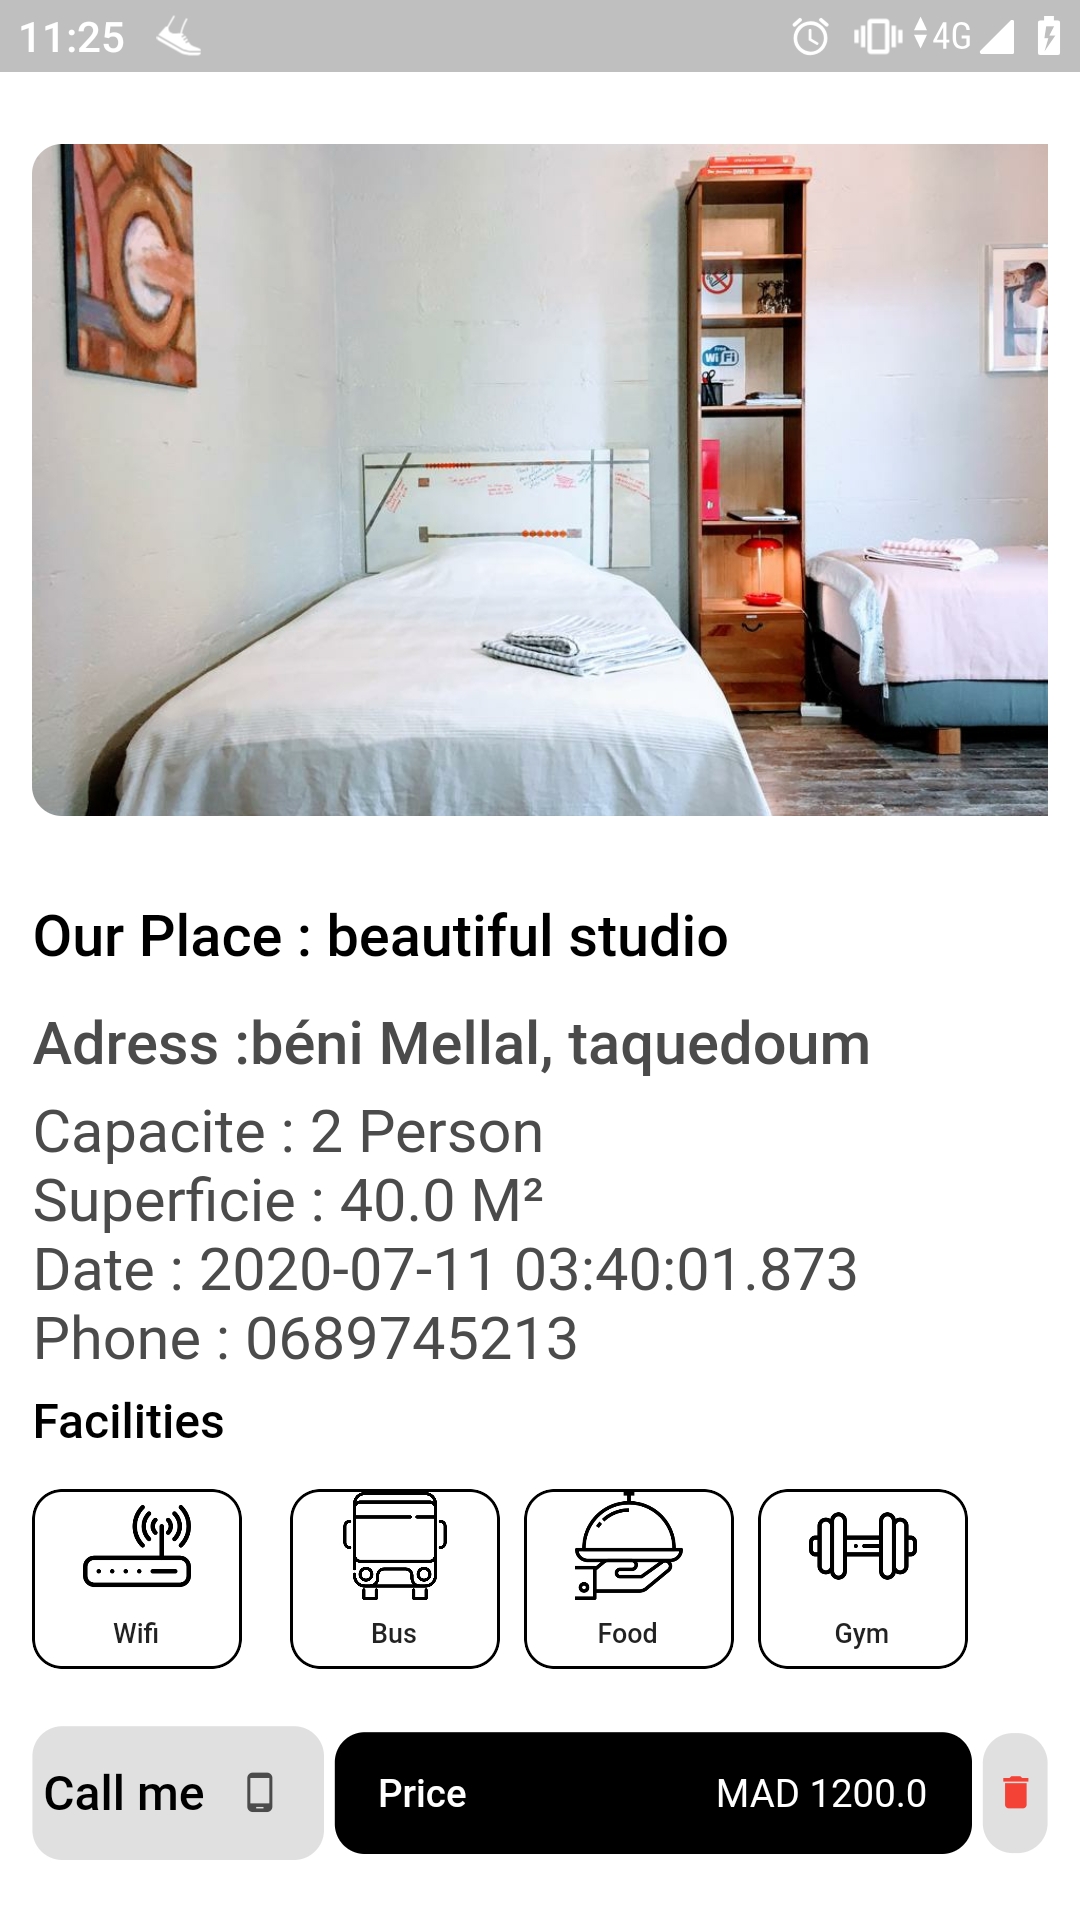 11:25
4G
WiFi
Our Place : beautiful studio
Adress :béni Mellal, taquedoum
Capacite : 2 Person
Superficie : 40.0 M²
Date : 2020-07-11 03:40:01.873
Phone : 0689745213
Facilities
Wifi
Bus
Food
Gym
Call me
Price
MAD 1200.0